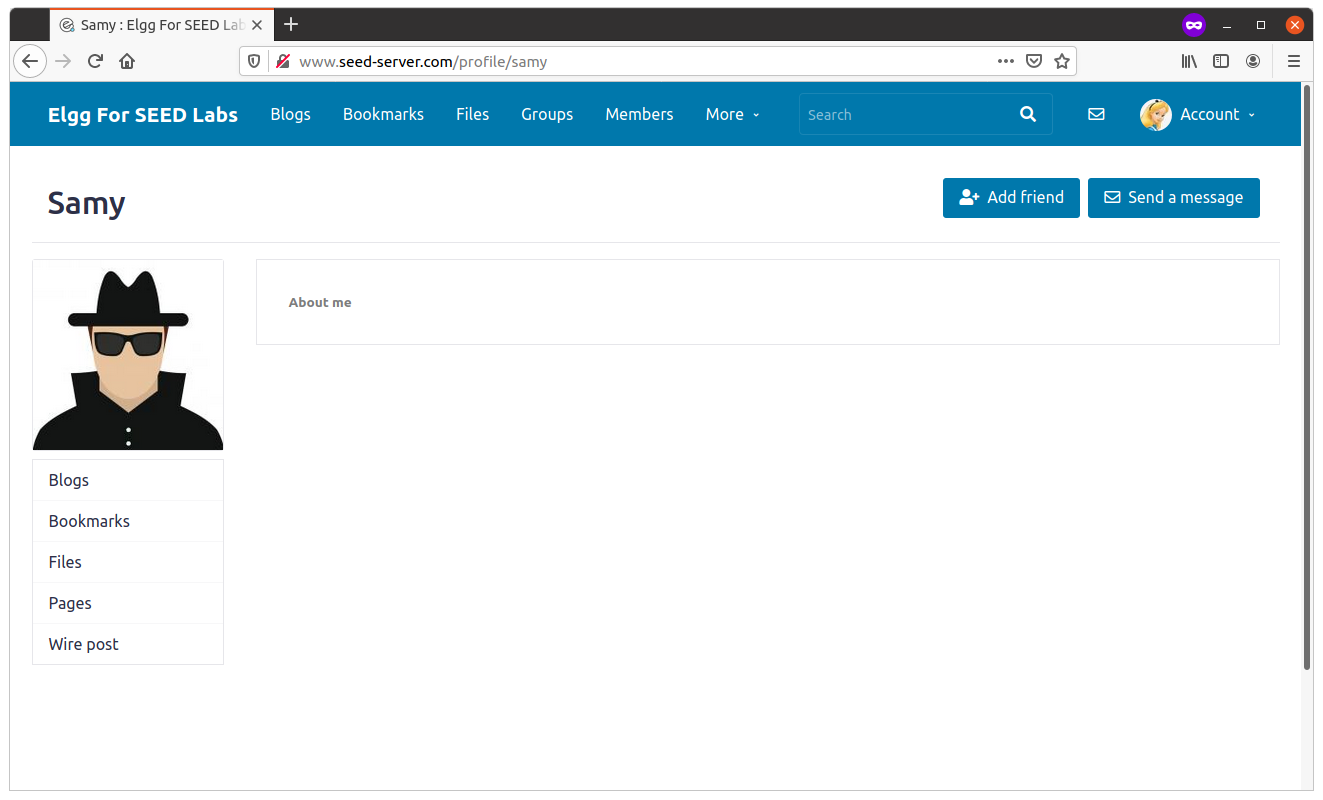 Samy : Elgg For SEED Lab
www.seed-server.com/profile/samy
Elgg For SEED Labs Blogs Bookmarks Files Groups Members More Search Account
Samy
Add friend Send a message
About me
Blogs
Bookmarks
Files
Pages
Wire post